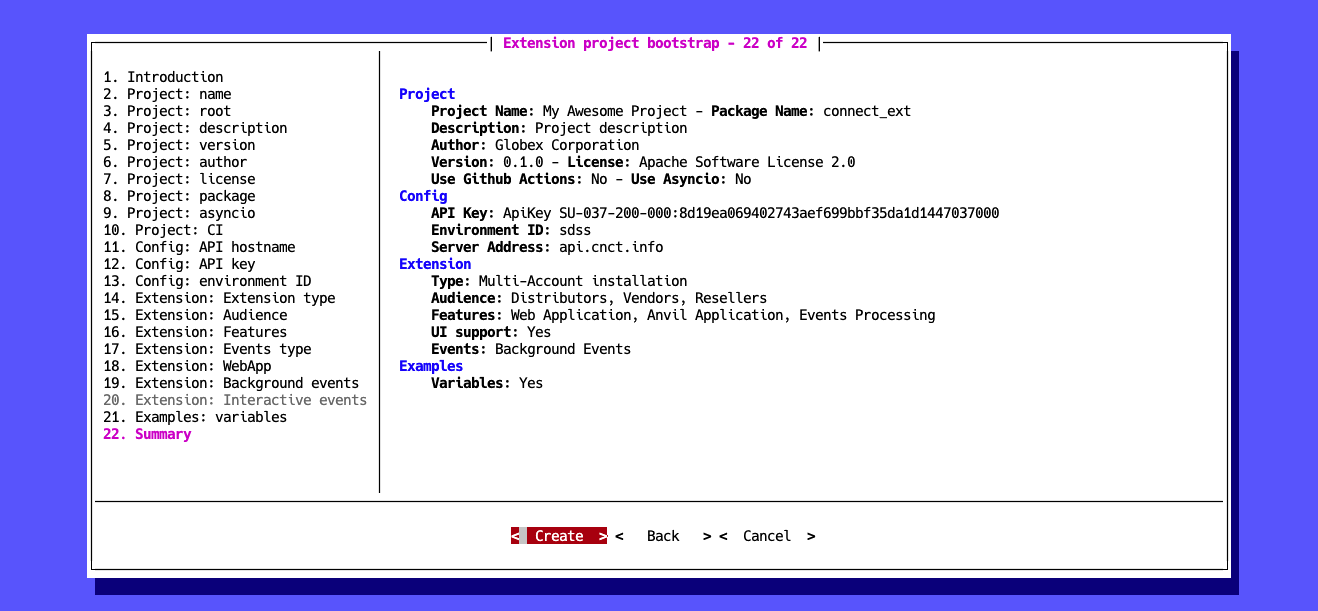 Extension project bootstrap - 22 of 22
1. Introduction
2. Project: name
3. Project: root
4. Project: description
5. Project: version
6. Project: author
7. Project: license
8. Project: package
9. Project: asyncio
10. Project: CI
11. Config: API hostname
12. Config: API key
13. Config: environment ID
14. Extension: Extension type
15. Extension: Audience
16. Extension: Features
17. Extension: Events type
18. Extension: WebApp
19. Extension: Background events
20. Extension: Interactive events
21. Examples: variables
22. Summary
Project
Project Name: My Awesome Project - Package Name: connect_ext
Description: Project description
Author: Globex Corporation
Version: 0.1.0 - License: Apache Software License 2.0
Use Github Actions: No - Use Asyncio: No
Config
API Key: ApiKey SU-037-200-000:8d19ea069402743aef699bbf35da1d1447037000
Environment ID: sdss
Server Address: api.cnct.info
Extension
Type: Multi-Account installation
Audience: Distributors, Vendors, Resellers
Features: Web Application, Anvil Application, Events Processing
UI support: Yes
Events: Background Events
Examples
Variables: Yes
< Create > < Back > < Cancel >